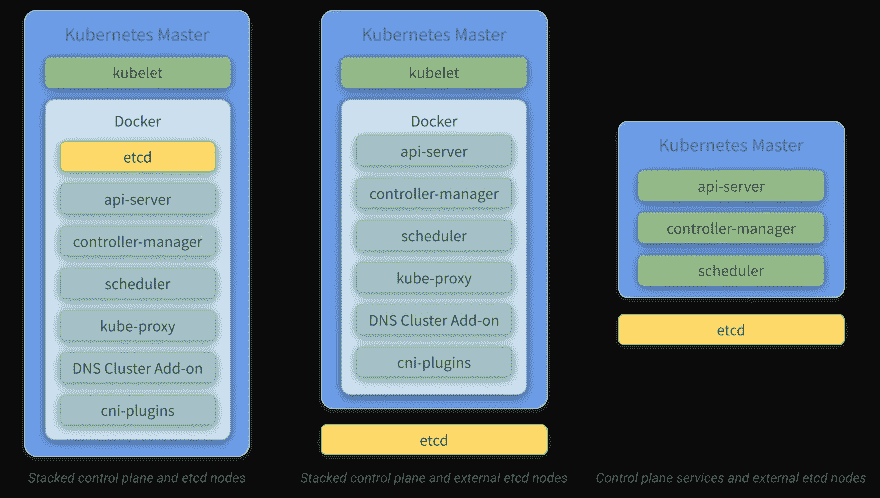 Kubernetes Master
kubelet
Docker
etcd
api-server
controller-manager
scheduler
kube-proxy
DNS Cluster Add-on
cni-plugins
Stacked control plane and etcd nodes
Kubernetes Master
kubelet
Docker
api-server
controller-manager
scheduler
kube-proxy
DNS Cluster Add-on
cni-plugins
etcd
Stacked control plane and external etcd nodes
Kubernetes Master
api-server
controller-manager
scheduler
etcd
Control plane services and external etcd nodes